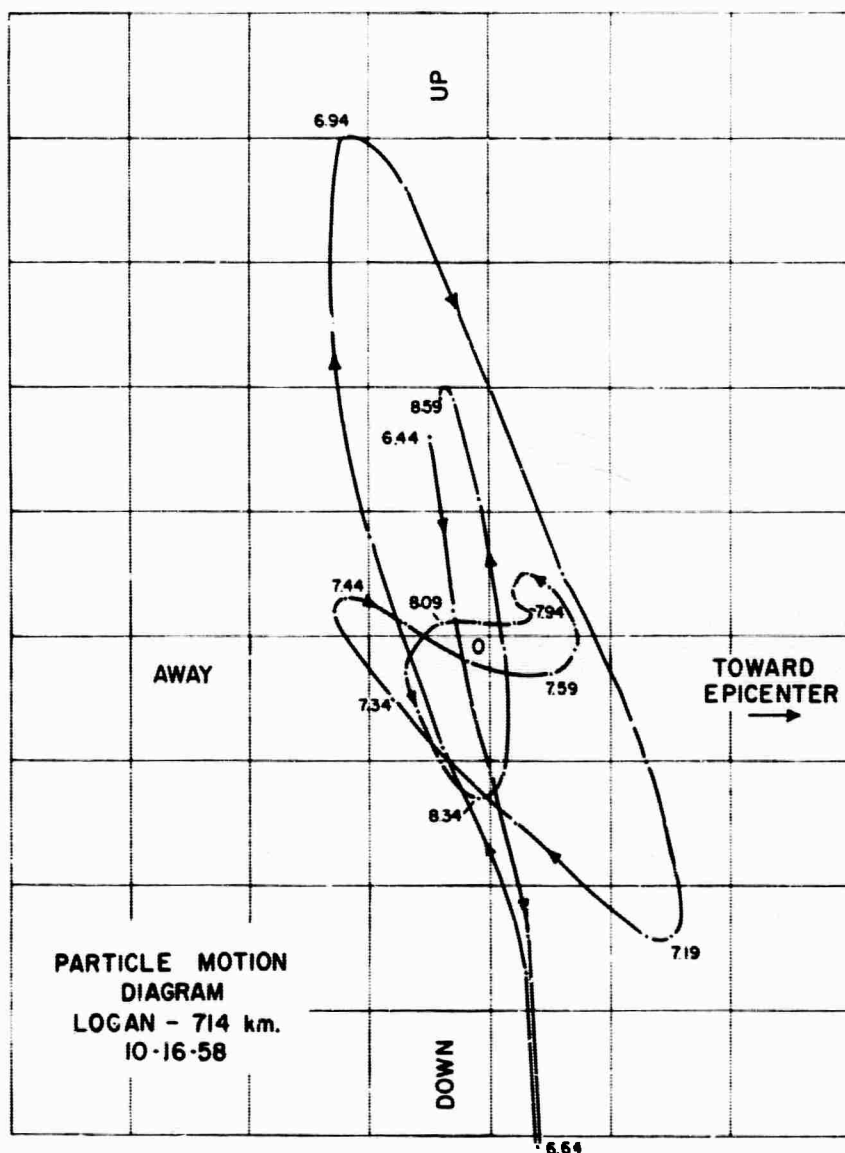 UP
6.94
8.59
6.44
7.44
8.09
7.94
O
AWAY
TOWARD
EPICENTER
7.59
7.34
8.34
7.19
PARTICLE MOTION
DIAGRAM
LOGAN - 714 km.
10-16-58
DOWN
6.64